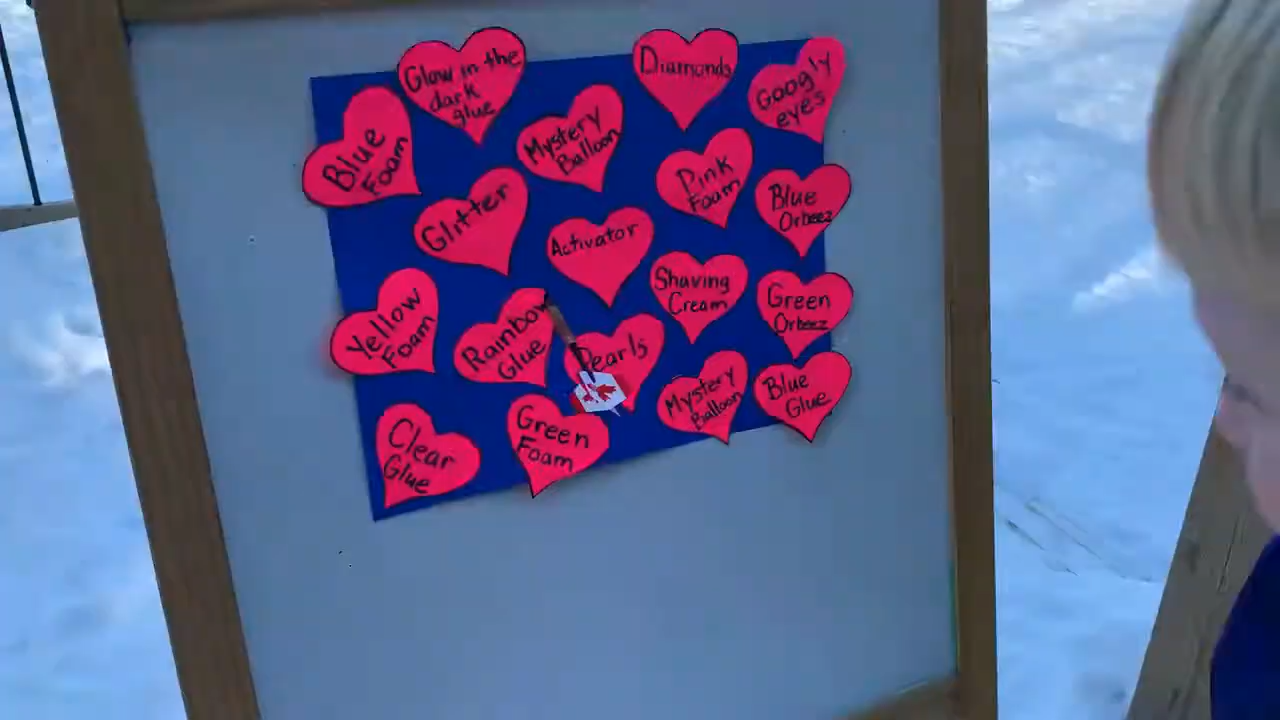 Glow in the
dark
glue
Diamonds
Googly
eyes
Blue
Foam
Mystery
Balloon
Pink
Foam
Blue
Orbeez
Glitter
Activator
Shaving
Cream
Green
Orbeez
Yellow
Foam
Rainbow
Glue
Pearls
Mystery
Balloon
Blue
Glue
Clear
Glue
Green
Foam